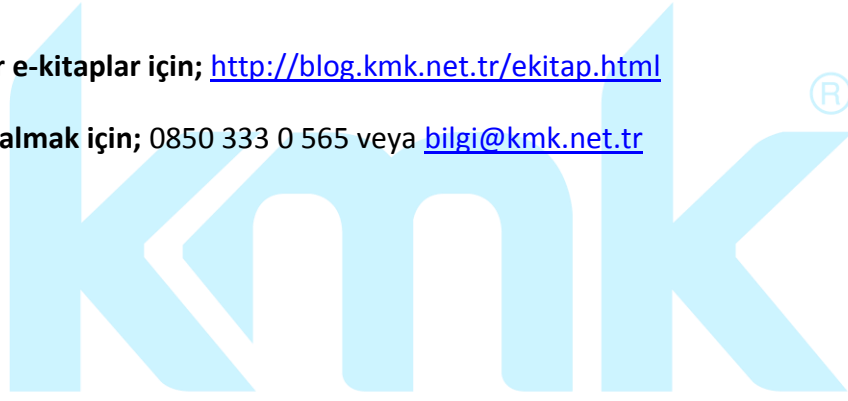 r e-kitaplar için; http://blog.kmk.net.tr/ekitap.html
almak için; 0850 333 0 565 veya bilgi@kmk.net.tr
kmk ®